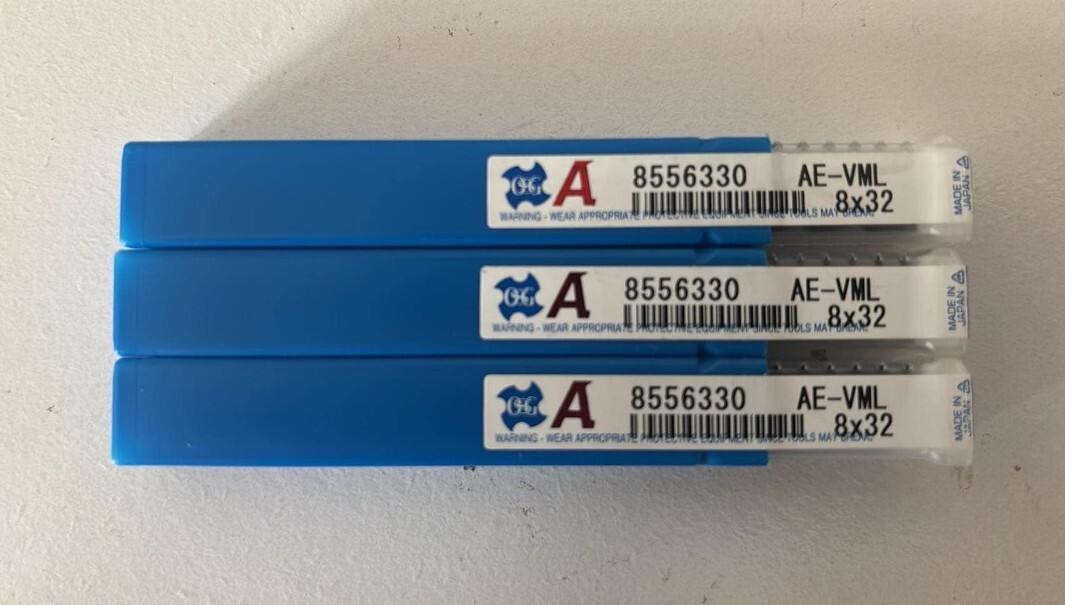 OSG A 8556330 AE-VML
8x32
WARNING - WEAR APPROPRIATE PROTECTIVE EQUIPMENT SINCE TOOLS MAY BREAK.
MADE IN
JAPAN
OSG A 8556330 AE-VML
8x32
WARNING - WEAR APPROPRIATE PROTECTIVE EQUIPMENT SINCE TOOLS MAY BREAK.
MADE IN
JAPAN
OSG A 8556330 AE-VML
8x32
WARNING - WEAR APPROPRIATE PROTECTIVE EQUIPMENT SINCE TOOLS MAY BREAK.
MADE IN
JAPAN